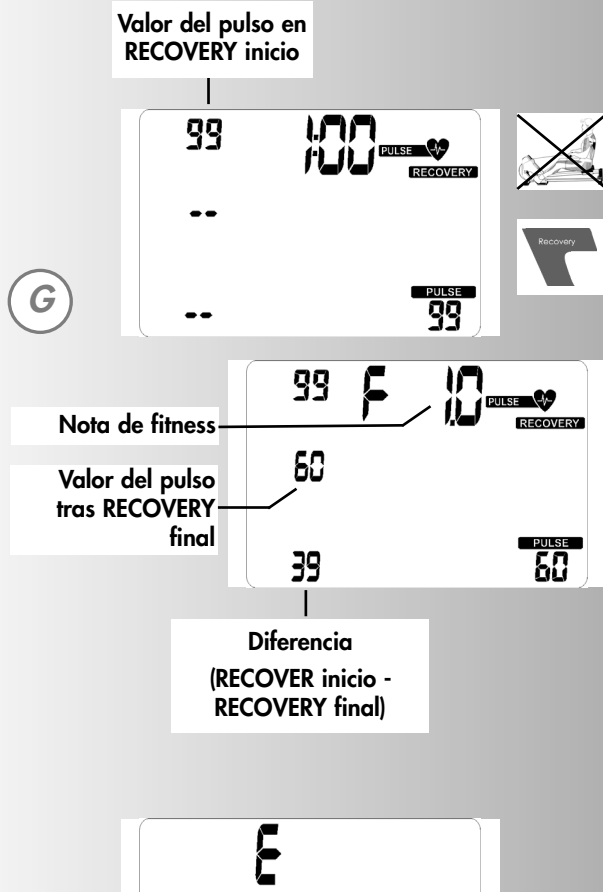 Valor del pulso en
RECOVERY inicio
99 1:00 PULSE
RECOVERY
Recovery
--
G
PULSE
-- 99
99 F 1.0 PULSE
RECOVERY
Nota de fitness
60
Valor del pulso
tras RECOVERY
final
PULSE
39 60
Diferencia
(RECOVER inicio -
RECOVERY final)
E